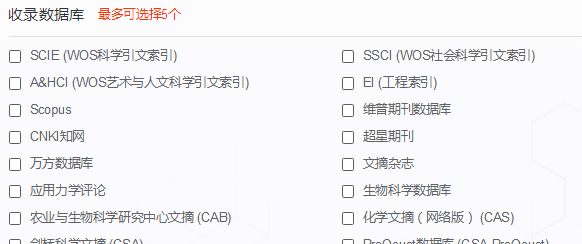 收录数据库 最多可选择5个
SCIE (WOS科学引文索引) SSCI (WOS社会科学引文索引)
A&HCI (WOS艺术与人文科学引文索引) EI (工程索引)
Scopus 维普期刊数据库
CNKI知网 超星期刊
万方数据库 文摘杂志
应用力学评论 生物科学数据库
农业与生物科学研究中心文摘 (CAB) 化学文摘（网络版） (CAS)
剑桥科学文摘 (CSA) ProQuest数据库 (CSA-ProQuest)